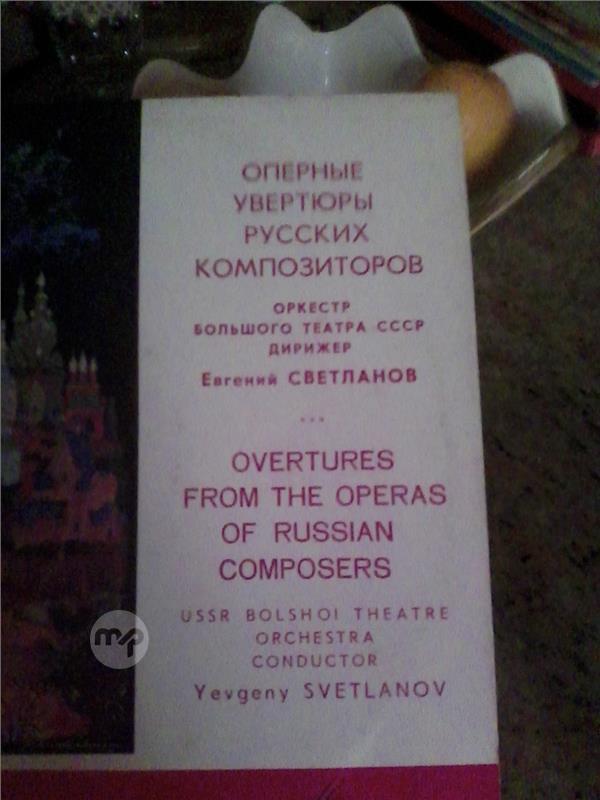 ОПЕРНЫЕ
УВЕРТЮРЫ
РУССКИХ
КОМПОЗИТОРОВ
ОРКЕСТР
БОЛЬШОГО ТЕАТРА СССР
ДИРИЖЕР
Евгений СВЕТЛАНОВ
...
OVERTURES
FROM THE OPERAS
OF RUSSIAN
COMPOSERS
USSR BOLSHOI THEATRE
ORCHESTRA
CONDUCTOR
Yevgeny SVETLANOV
mp